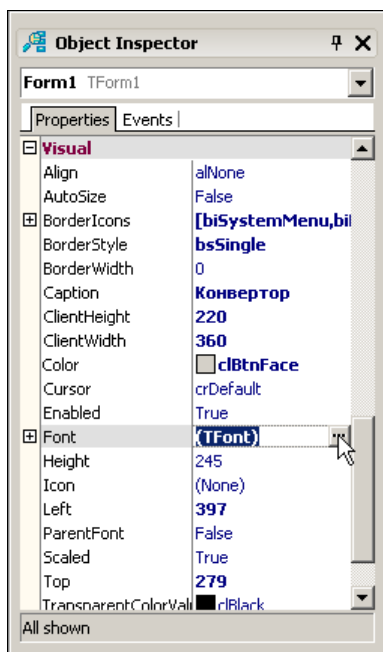 Object Inspector
Form1 TForm1
Properties Events
Visual
Align alNone
AutoSize False
BorderIcons [biSystemMenu,bi
BorderStyle bsSingle
BorderWidth 0
Caption Конвертор
ClientHeight 220
ClientWidth 360
Color clBtnFace
Cursor crDefault
Enabled True
Font (TFont) ...
Height 245
Icon (None)
Left 397
ParentFont False
Scaled True
Top 279
TransparentColorVal clBlack
All shown